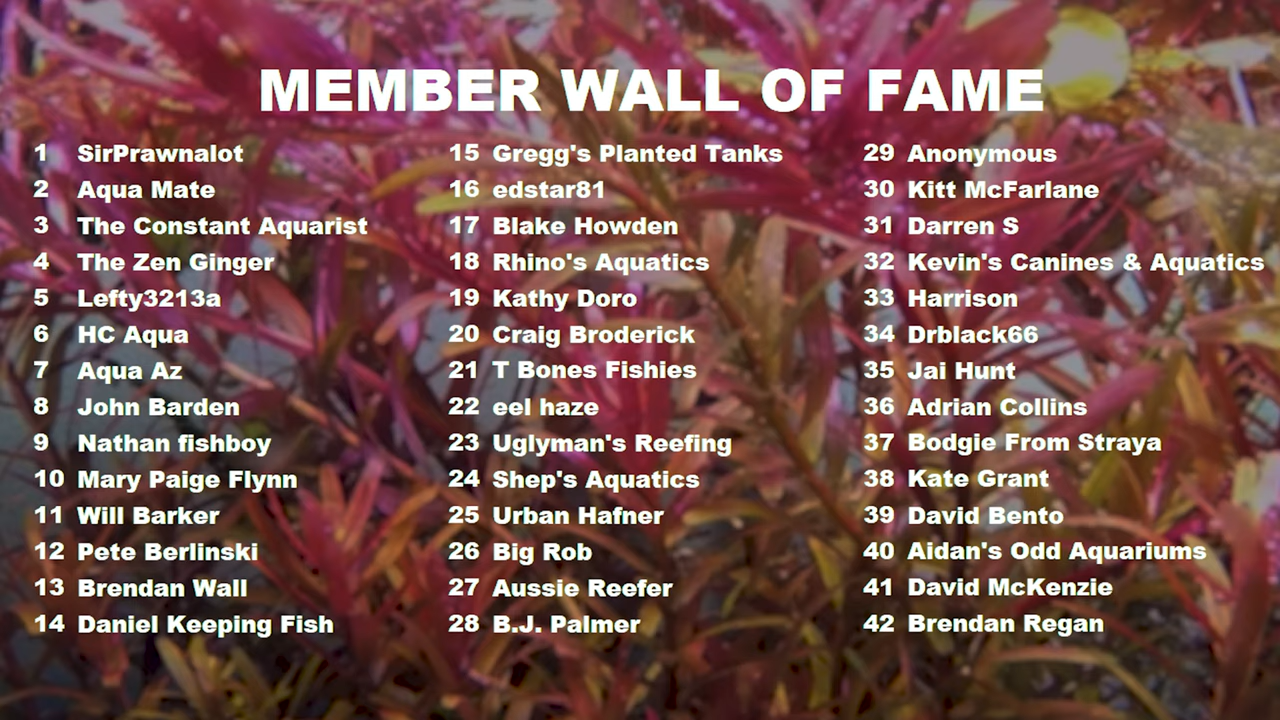 MEMBER WALL OF FAME
1 SirPrawnalot
2 Aqua Mate
3 The Constant Aquarist
4 The Zen Ginger
5 Lefty3213a
6 HC Aqua
7 Aqua Az
8 John Barden
9 Nathan fishboy
10 Mary Paige Flynn
11 Will Barker
12 Pete Berlinski
13 Brendan Wall
14 Daniel Keeping Fish
15 Gregg's Planted Tanks
16 edstar81
17 Blake Howden
18 Rhino's Aquatics
19 Kathy Doro
20 Craig Broderick
21 T Bones Fishies
22 eel haze
23 Uglyman's Reefing
24 Shep's Aquatics
25 Urban Hafner
26 Big Rob
27 Aussie Reefer
28 B.J. Palmer
29 Anonymous
30 Kitt McFarlane
31 Darren S
32 Kevin's Canines & Aquatics
33 Harrison
34 Drblack66
35 Jai Hunt
36 Adrian Collins
37 Bodgie From Straya
38 Kate Grant
39 David Bento
40 Aidan's Odd Aquariums
41 David McKenzie
42 Brendan Regan